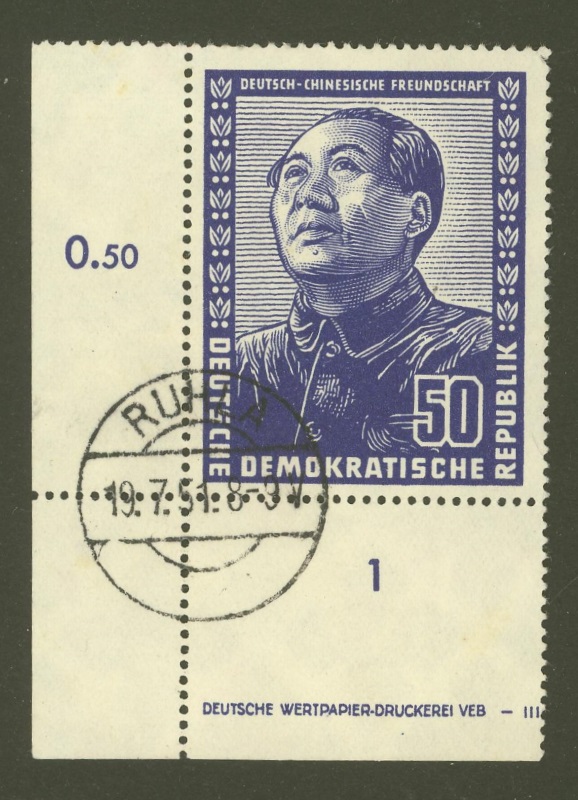 DEUTSCH-CHINESISCHE FREUNDSCHAFT
0.50
DEUTSCHE
DEMOKRATISCHE
REPUBLIK
50
RUHLA
19.7.51.8-9V
1
DEUTSCHE WERTPAPIER-DRUCKEREI VEB — III